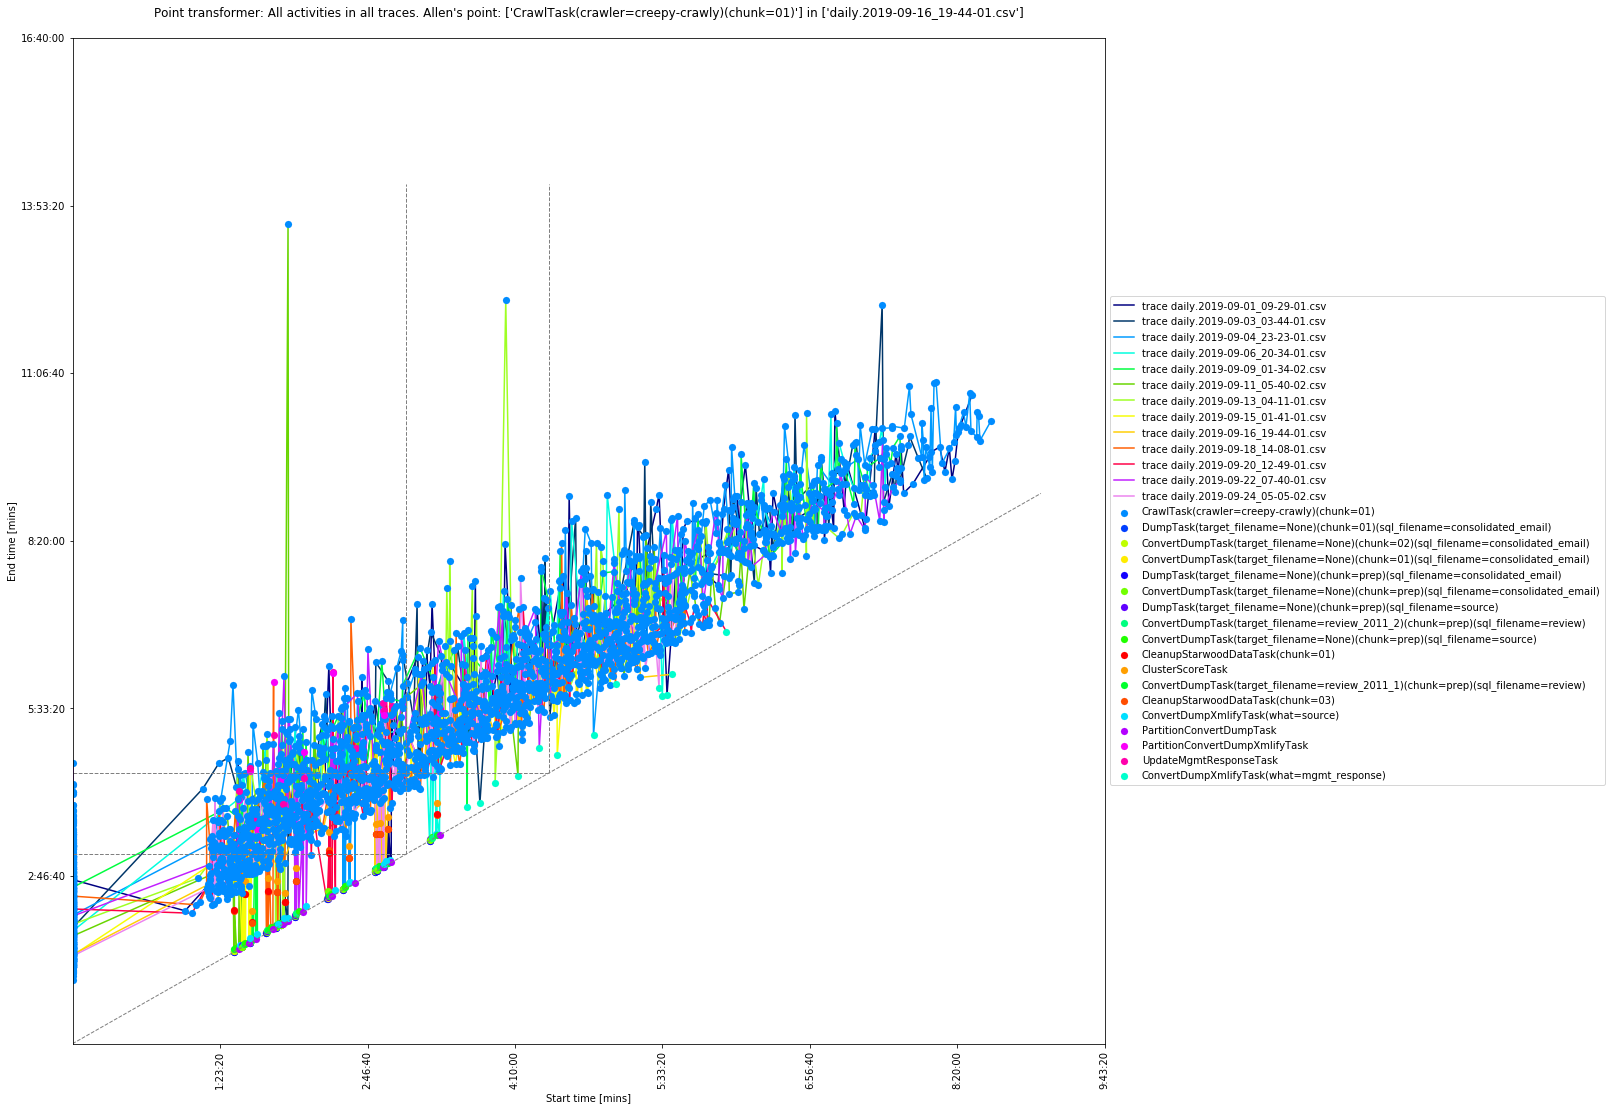 Point transformer: All activities in all traces. Allen's point: ['CrawlTask(crawler=creepy-crawly)(chunk=01)'] in ['daily.2019-09-16_19-44-01.csv']
16:40:00
13:53:20
11:06:40
8:20:00
5:33:20
2:46:40
End time [mins]
trace daily.2019-09-01_09-29-01.csv
trace daily.2019-09-03_03-44-01.csv
trace daily.2019-09-04_23-23-01.csv
trace daily.2019-09-06_20-34-01.csv
trace daily.2019-09-09_01-34-02.csv
trace daily.2019-09-11_05-40-02.csv
trace daily.2019-09-13_04-11-01.csv
trace daily.2019-09-15_01-41-01.csv
trace daily.2019-09-16_19-44-01.csv
trace daily.2019-09-18_14-08-01.csv
trace daily.2019-09-20_12-49-01.csv
trace daily.2019-09-22_07-40-01.csv
trace daily.2019-09-24_05-05-02.csv
CrawlTask(crawler=creepy-crawly)(chunk=01)
DumpTask(target_filename=None)(chunk=01)(sql_filename=consolidated_email)
ConvertDumpTask(target_filename=None)(chunk=02)(sql_filename=consolidated_email)
ConvertDumpTask(target_filename=None)(chunk=01)(sql_filename=consolidated_email)
DumpTask(target_filename=None)(chunk=prep)(sql_filename=consolidated_email)
ConvertDumpTask(target_filename=None)(chunk=prep)(sql_filename=consolidated_email)
DumpTask(target_filename=None)(chunk=prep)(sql_filename=source)
ConvertDumpTask(target_filename=review_2011_2)(chunk=prep)(sql_filename=review)
ConvertDumpTask(target_filename=None)(chunk=prep)(sql_filename=source)
CleanupStarwoodDataTask(chunk=01)
ClusterScoreTask
ConvertDumpTask(target_filename=review_2011_1)(chunk=prep)(sql_filename=review)
CleanupStarwoodDataTask(chunk=03)
ConvertDumpXmlifyTask(what=source)
PartitionConvertDumpTask
PartitionConvertDumpXmlifyTask
UpdateMgmtResponseTask
ConvertDumpXmlifyTask(what=mgmt_response)
1:23:20
2:46:40
4:10:00
5:33:20
6:56:40
8:20:00
9:43:20
Start time [mins]